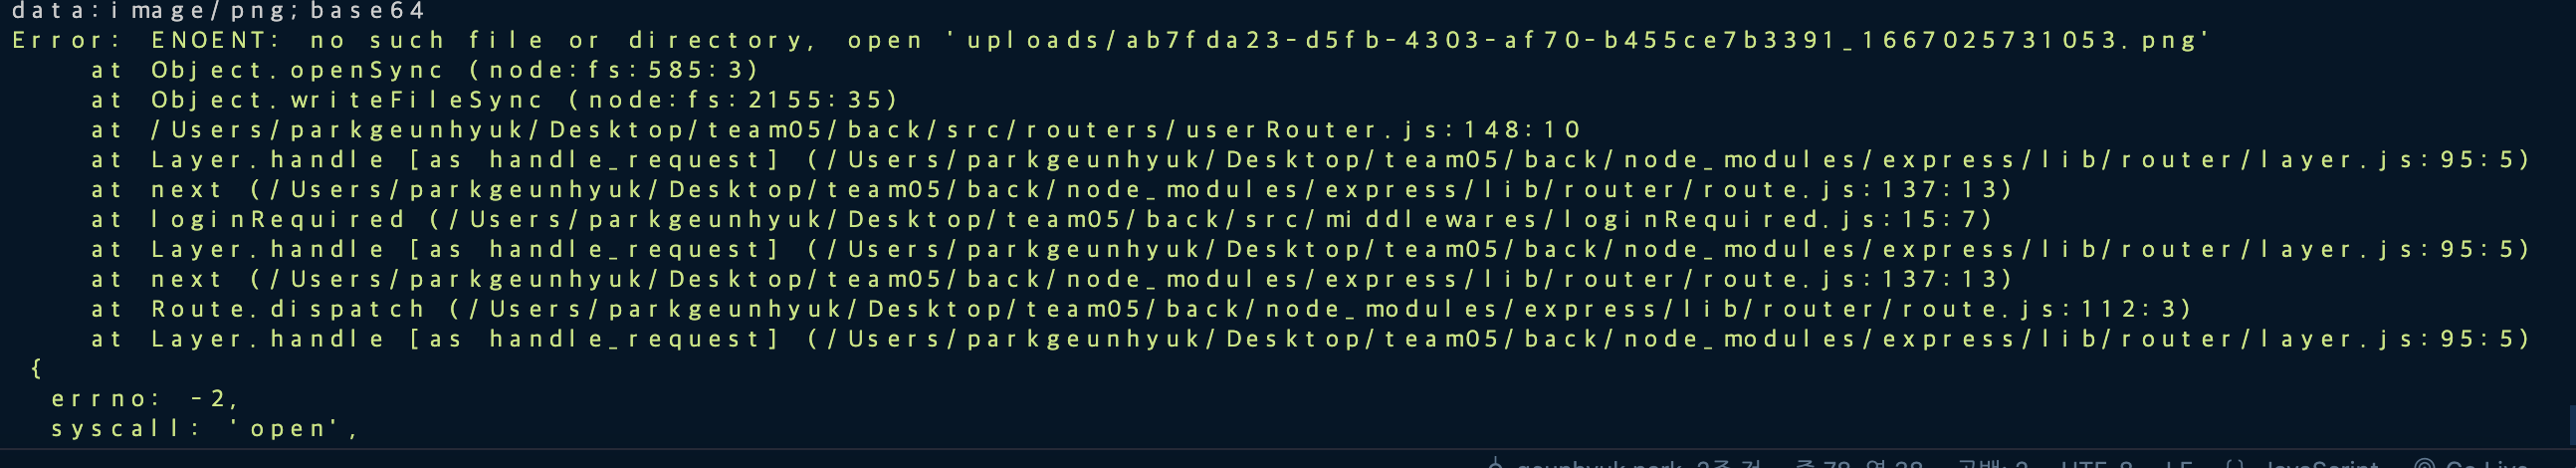 data:image/png;base64
Error: ENOENT: no such file or directory, open 'uploads/ab7fda23-d5fb-4303-af70-b455ce7b3391_1667025731053.png'
    at Object.openSync (node:fs:585:3)
    at Object.writeFileSync (node:fs:2155:35)
    at /Users/parkgeunhyuk/Desktop/team05/back/src/routers/userRouter.js:148:10
    at Layer.handle [as handle_request] (/Users/parkgeunhyuk/Desktop/team05/back/node_modules/express/lib/router/layer.js:95:5)
    at next (/Users/parkgeunhyuk/Desktop/team05/back/node_modules/express/lib/router/route.js:137:13)
    at loginRequired (/Users/parkgeunhyuk/Desktop/team05/back/src/middlewares/loginRequired.js:15:7)
    at Layer.handle [as handle_request] (/Users/parkgeunhyuk/Desktop/team05/back/node_modules/express/lib/router/layer.js:95:5)
    at next (/Users/parkgeunhyuk/Desktop/team05/back/node_modules/express/lib/router/route.js:137:13)
    at Route.dispatch (/Users/parkgeunhyuk/Desktop/team05/back/node_modules/express/lib/router/route.js:112:3)
    at Layer.handle [as handle_request] (/Users/parkgeunhyuk/Desktop/team05/back/node_modules/express/lib/router/layer.js:95:5)
 {
  errno: -2,
  syscall: 'open',
UTF-8 LF {} JavaScript Go Live